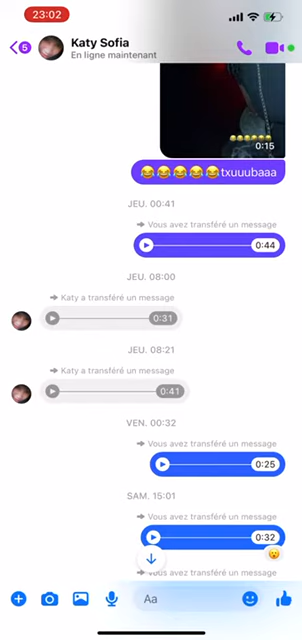 23:02
5
Katy Sofia
En ligne maintenant
0:15
😂😂😂😂😂txuuubaaa
JEU. 00:41
Vous avez transféré un message
0:44
JEU. 08:00
Katy a transféré un message
0:31
JEU. 08:21
Katy a transféré un message
0:41
VEN. 00:32
Vous avez transféré un message
0:25
SAM. 15:01
Vous avez transféré un message
0:32
Vous avez transféré un message
Aa